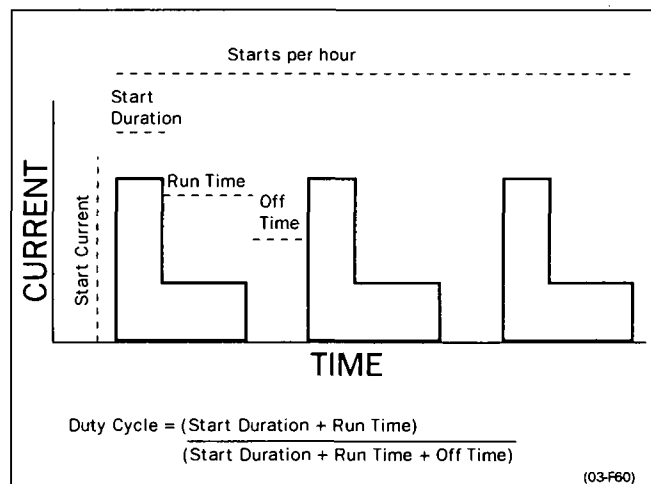 Starts per hour
Start
Duration
Run Time
Off
Time
Start Current
CURRENT
TIME
Duty Cycle = (Start Duration + Run Time)
(Start Duration + Run Time + Off Time)
(03-F60)